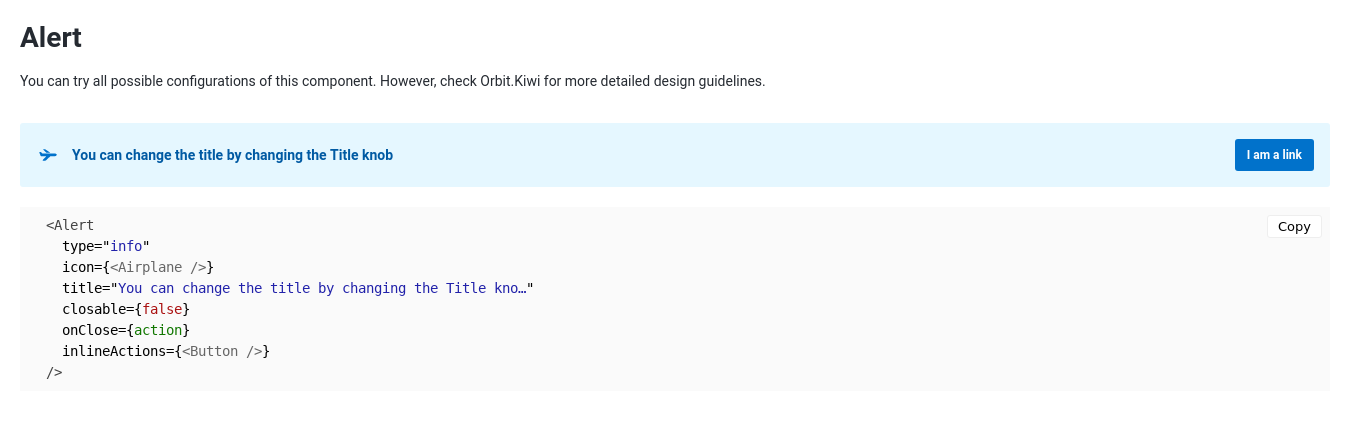 Alert
You can try all possible configurations of this component. However, check Orbit.Kiwi for more detailed design guidelines.
You can change the title by changing the Title knob
I am a link
<Alert
Copy
type="info"
icon={<Airplane />}
title="You can change the title by changing the Title kno…"
closable={false}
onClose={action}
inlineActions={<Button />}
/>